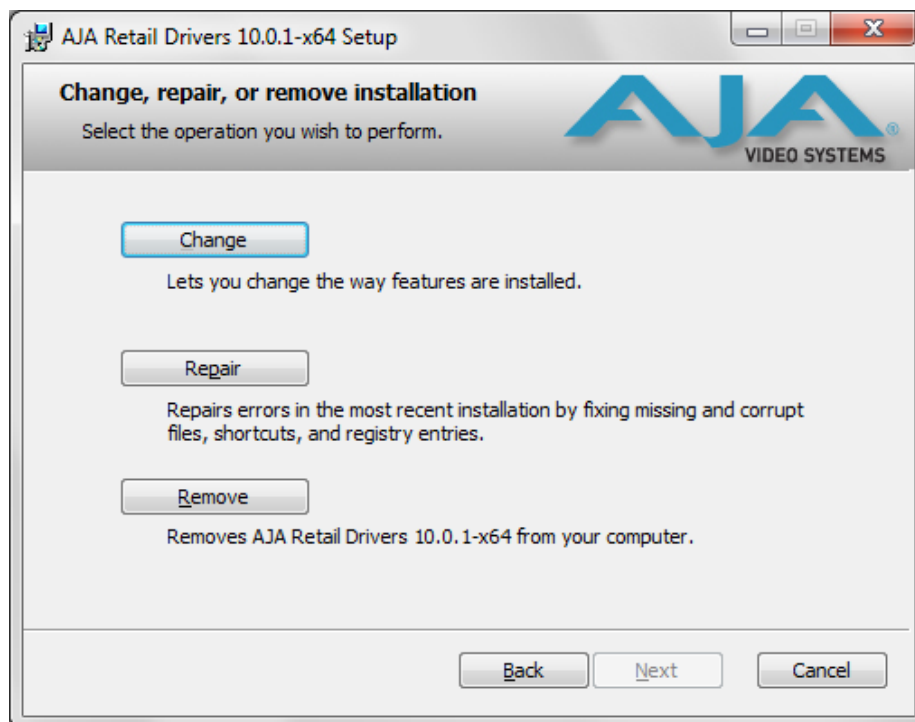 AJA Retail Drivers 10.0.1-x64 Setup
Change, repair, or remove installation
Select the operation you wish to perform.
AJA ®
VIDEO SYSTEMS
Change
Lets you change the way features are installed.
Repair
Repairs errors in the most recent installation by fixing missing and corrupt
files, shortcuts, and registry entries.
Remove
Removes AJA Retail Drivers 10.0.1-x64 from your computer.
Back Next Cancel